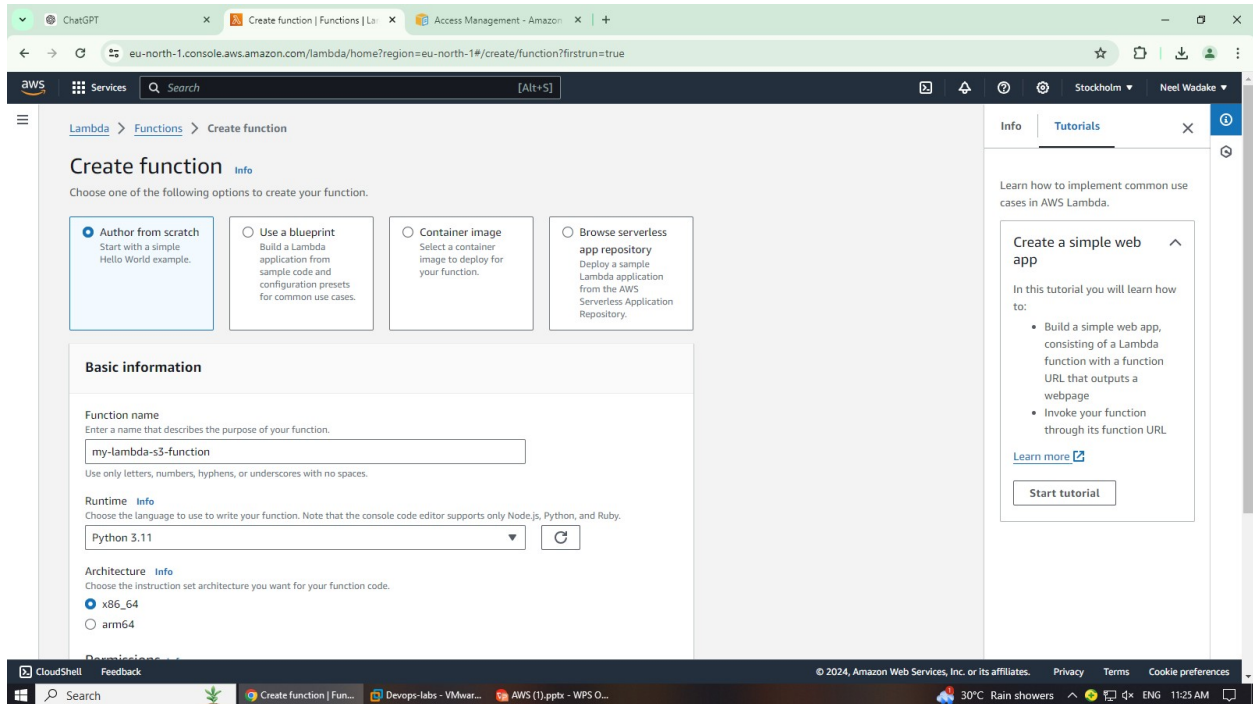 ChatGPT
Create function | Functions | La
Access Management - Amazon
eu-north-1.console.aws.amazon.com/lambda/home?region=eu-north-1#/create/function?firstrun=true
aws
Services
Search
[Alt+S]
Stockholm
Neel Wadake
Lambda > Functions > Create function
Create function Info
Choose one of the following options to create your function.
Author from scratch
Start with a simple
Hello World example.
Use a blueprint
Build a Lambda
application from
sample code and
configuration presets
for common use cases.
Container image
Select a container
image to deploy for
your function.
Browse serverless
app repository
Deploy a sample
Lambda application
from the AWS
Serverless Application
Repository.
Basic information
Function name
Enter a name that describes the purpose of your function.
my-lambda-s3-function
Use only letters, numbers, hyphens, or underscores with no spaces.
Runtime Info
Choose the language to use to write your function. Note that the console code editor supports only Node.js, Python, and Ruby.
Python 3.11
Architecture Info
Choose the instruction set architecture you want for your function code.
x86_64
arm64
Info
Tutorials
Learn how to implement common use
cases in AWS Lambda.
Create a simple web
app
In this tutorial you will learn how
to:
• Build a simple web app,
consisting of a Lambda
function with a function
URL that outputs a
webpage
• Invoke your function
through its function URL
Learn more
Start tutorial
CloudShell
Feedback
© 2024, Amazon Web Services, Inc. or its affiliates.
Privacy
Terms
Cookie preferences
Search
Create function | Fun...
Devops-labs - VMwar...
AWS (1).pptx - WPS O...
30°C Rain showers
ENG
11:25 AM